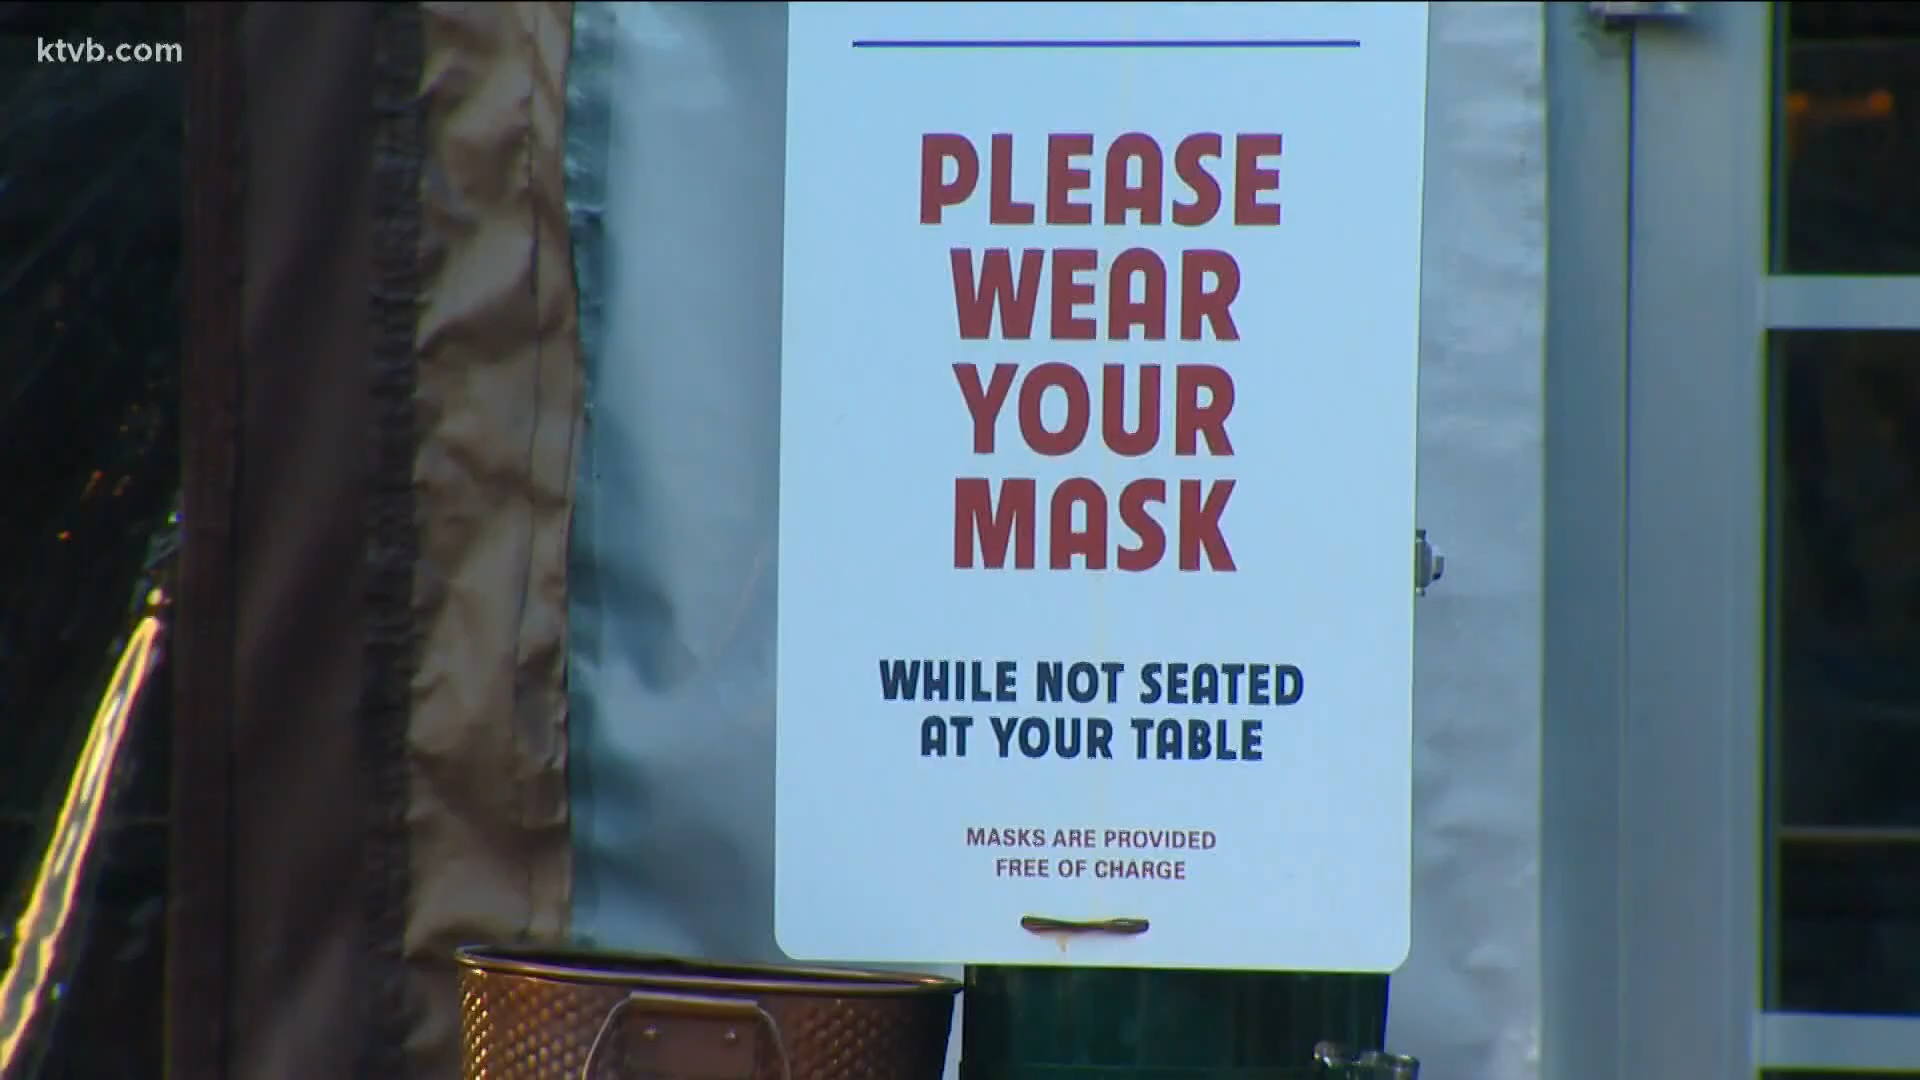 ktvb.com
PLEASE
WEAR
YOUR
MASK
WHILE NOT SEATED
AT YOUR TABLE
MASKS ARE PROVIDED
FREE OF CHARGE